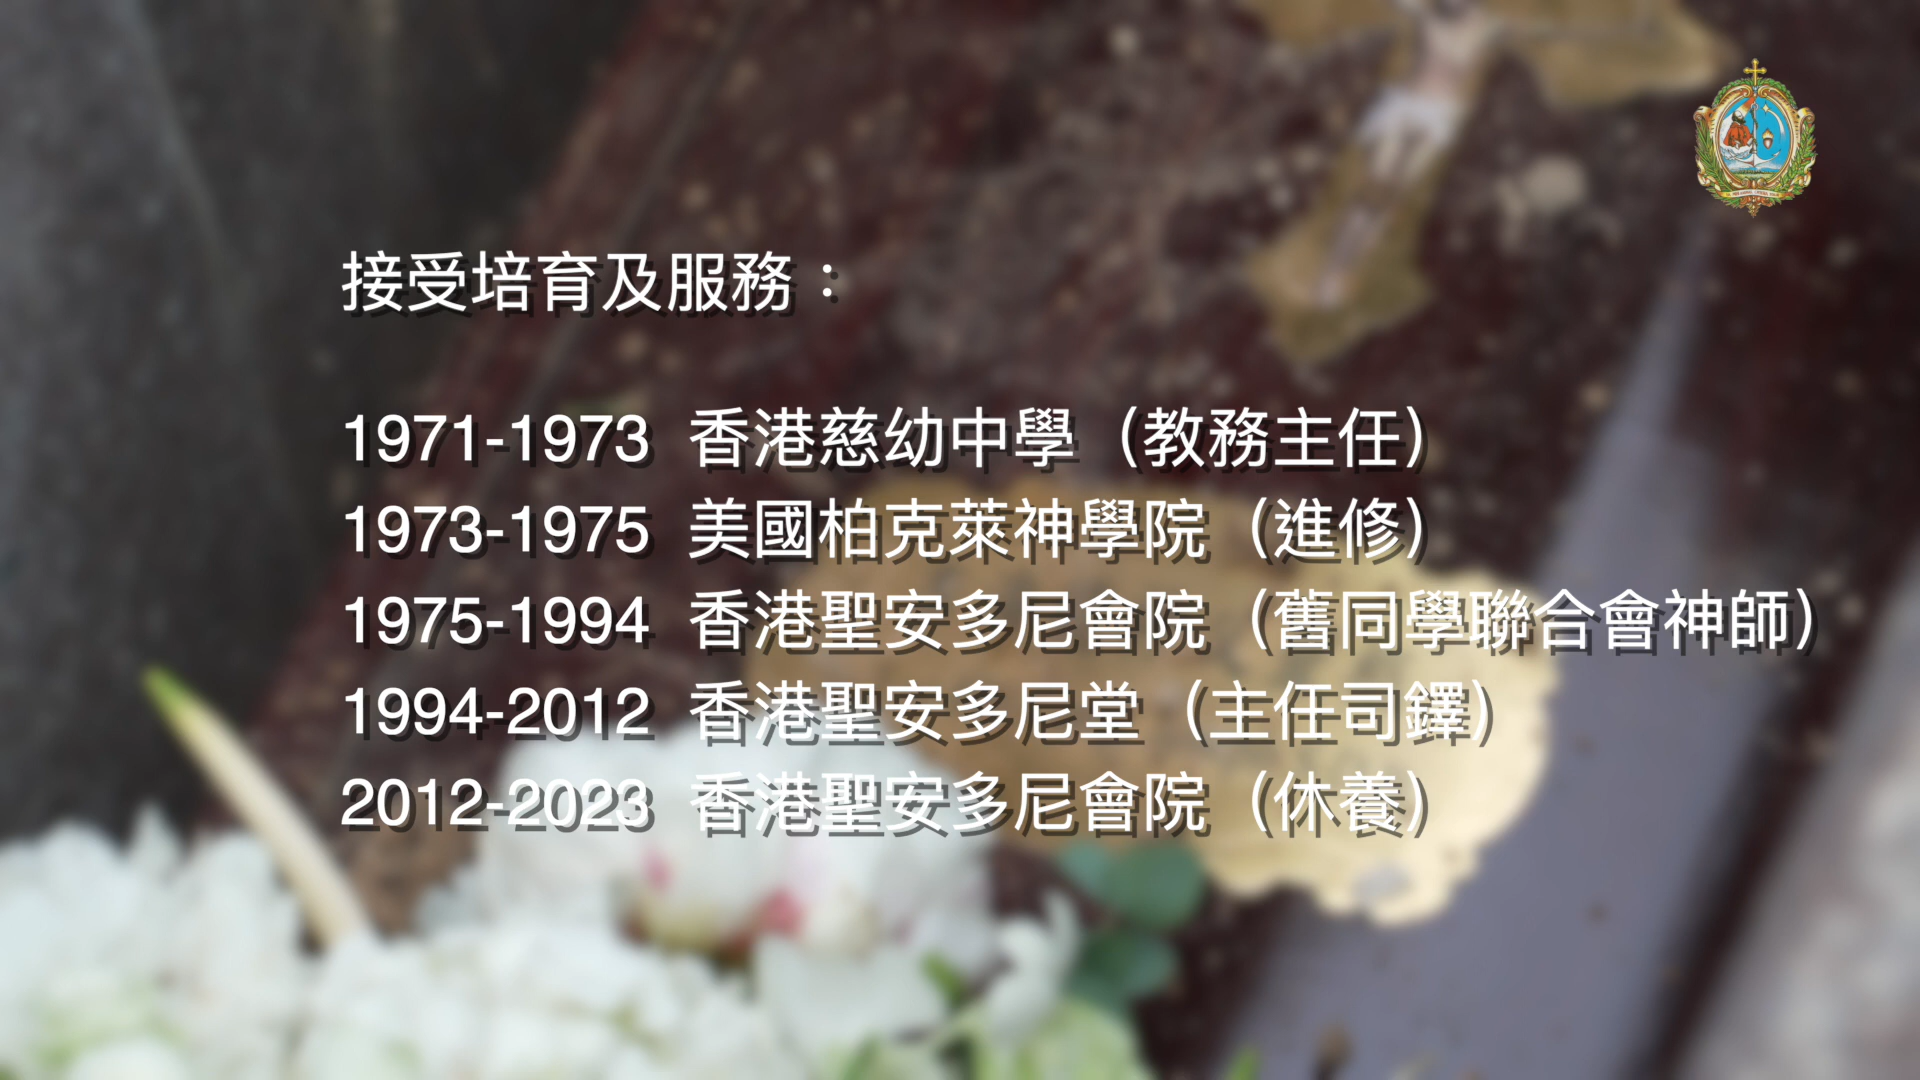 接受培育及服務：
1971-1973 香港慈幼中學（教務主任）
1973-1975 美國柏克萊神學院（進修）
1975-1994 香港聖安多尼會院（舊同學聯合會神師）
1994-2012 香港聖安多尼堂（主任司鐸）
2012-2023 香港聖安多尼會院（休養）